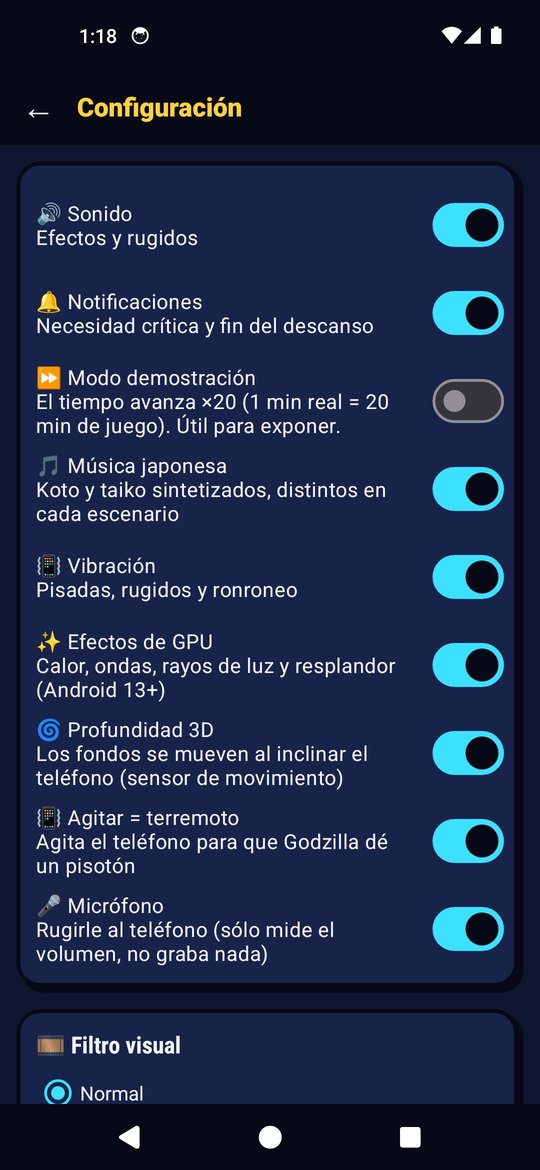 1:18
← Configuración
🔊 Sonido
Efectos y rugidos
🔔 Notificaciones
Necesidad crítica y fin del descanso
⏩ Modo demostración
El tiempo avanza ×20 (1 min real = 20
min de juego). Útil para exponer.
🎵 Música japonesa
Koto y taiko sintetizados, distintos en
cada escenario
📳 Vibración
Pisadas, rugidos y ronroneo
✨ Efectos de GPU
Calor, ondas, rayos de luz y resplandor
(Android 13+)
🌀 Profundidad 3D
Los fondos se mueven al inclinar el
teléfono (sensor de movimiento)
📳 Agitar = terremoto
Agita el teléfono para que Godzilla dé
un pisotón
🎤 Micrófono
Rugirle al teléfono (sólo mide el
volumen, no graba nada)
🎞️ Filtro visual
Normal